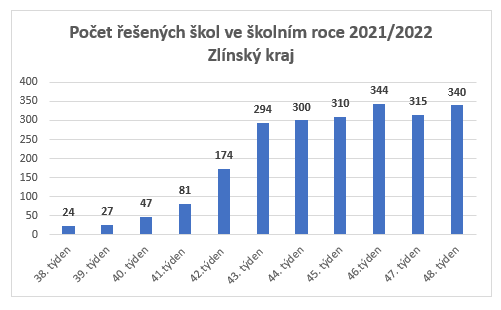 Počet řešených škol ve školním roce 2021/2022
Zlínský kraj
400
350
300
250
200
150
100
50
0
24
27
47
81
174
294
300
310
344
315
340
38. týden
39. týden
40. týden
41.týden
42.týden
43. týden
44. týden
45. týden
46.týden
47. týden
48. týden